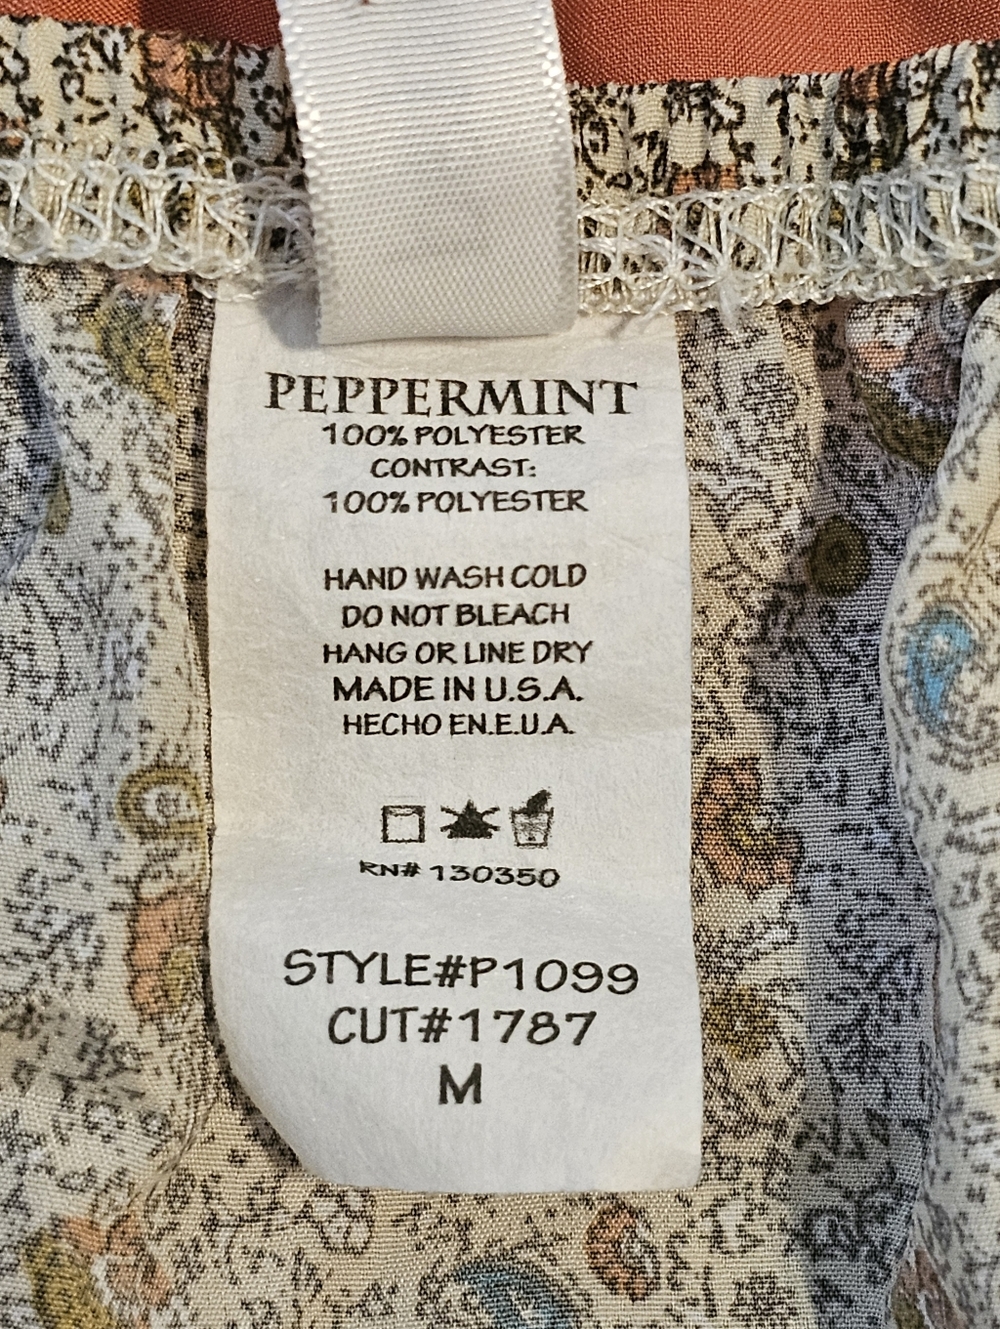 PEPPERMINT
100% POLYESTER
CONTRAST:
100% POLYESTER
HAND WASH COLD
DO NOT BLEACH
HANG OR LINE DRY
MADE IN U.S.A.
HECHO EN.E.U.A.
RN# 130350
STYLE#P1099
CUT#1787
M